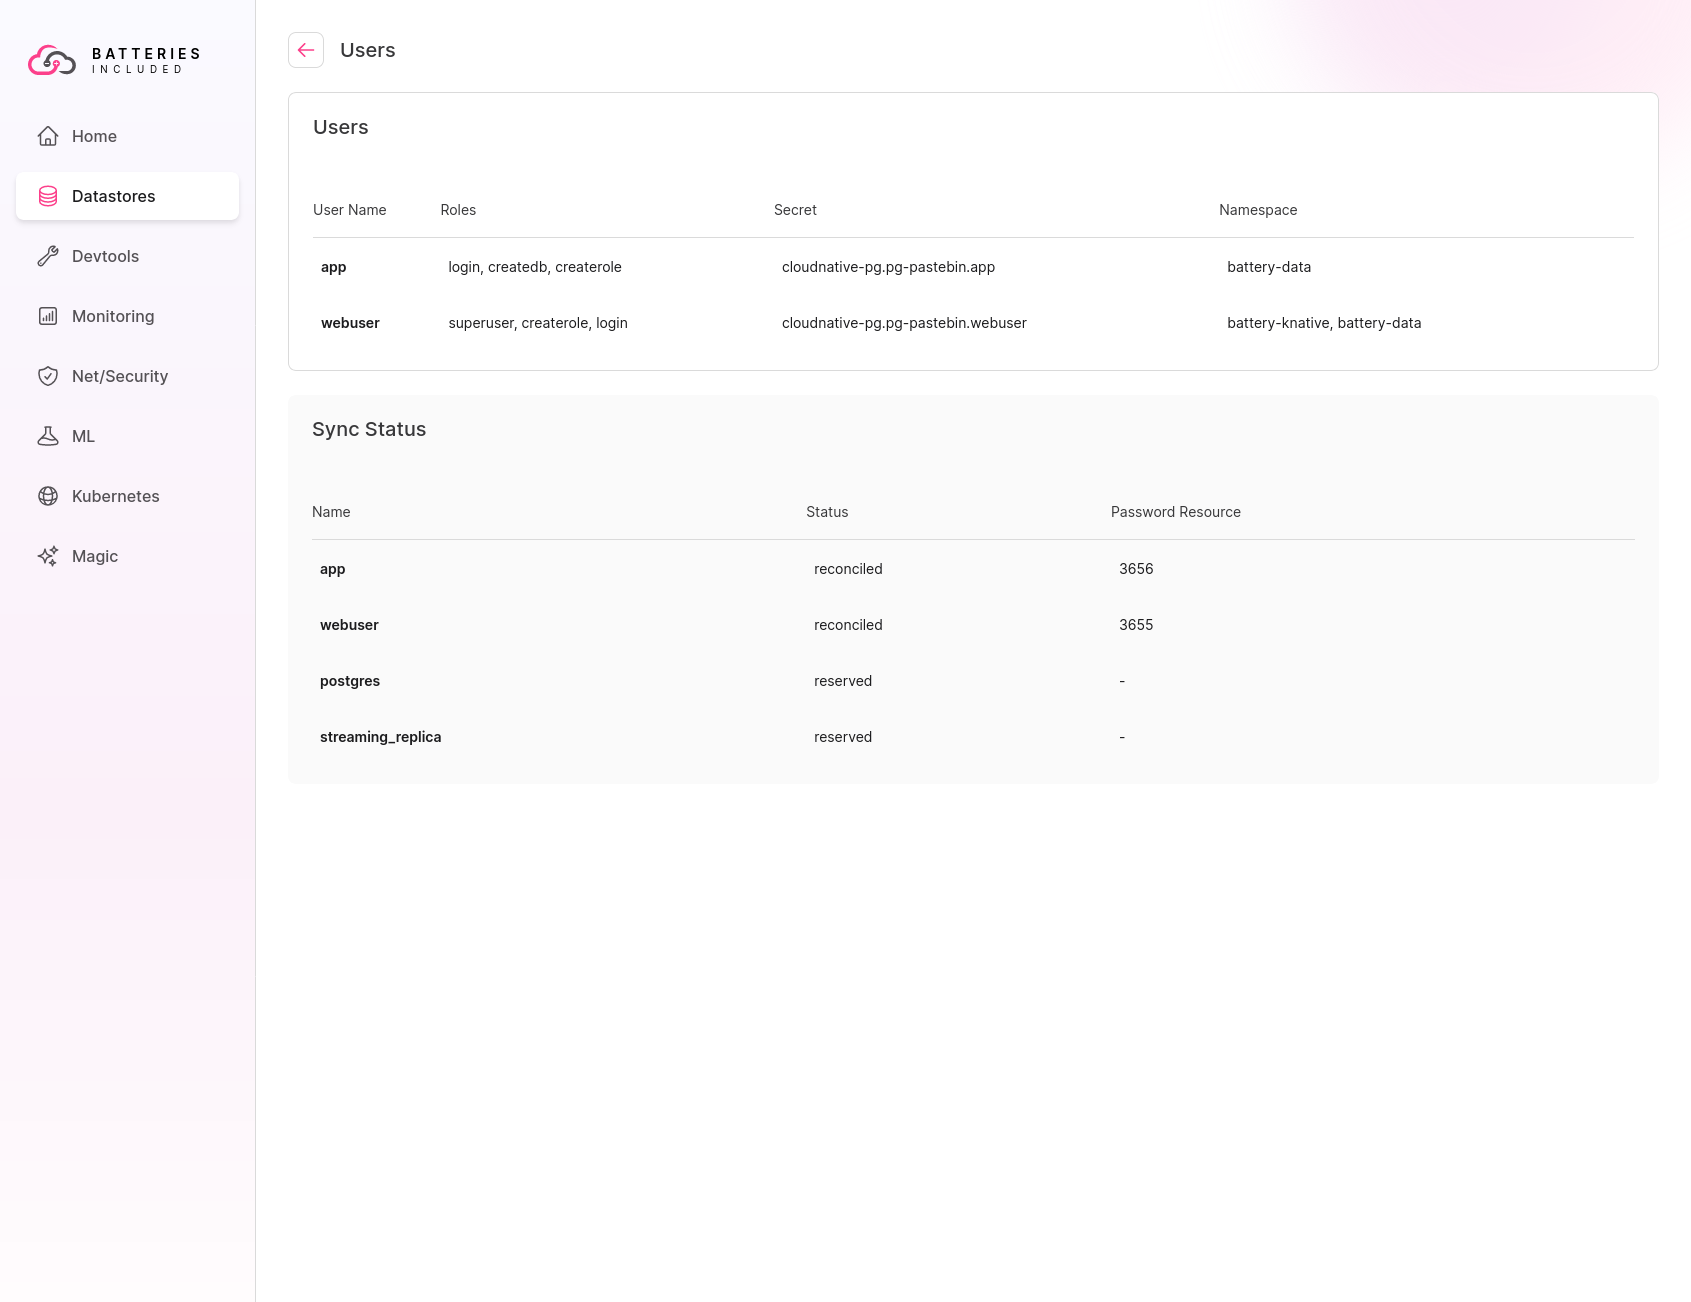 BATTERIES
INCLUDED
Home
Datastores
Devtools
Monitoring
Net/Security
ML
Kubernetes
Magic
Users
Users
User Name Roles Secret Namespace
app login, createdb, createrole cloudnative-pg.pg-pastebin.app battery-data
webuser superuser, createrole, login cloudnative-pg.pg-pastebin.webuser battery-knative, battery-data
Sync Status
Name Status Password Resource
app reconciled 3656
webuser reconciled 3655
postgres reserved -
streaming_replica reserved -